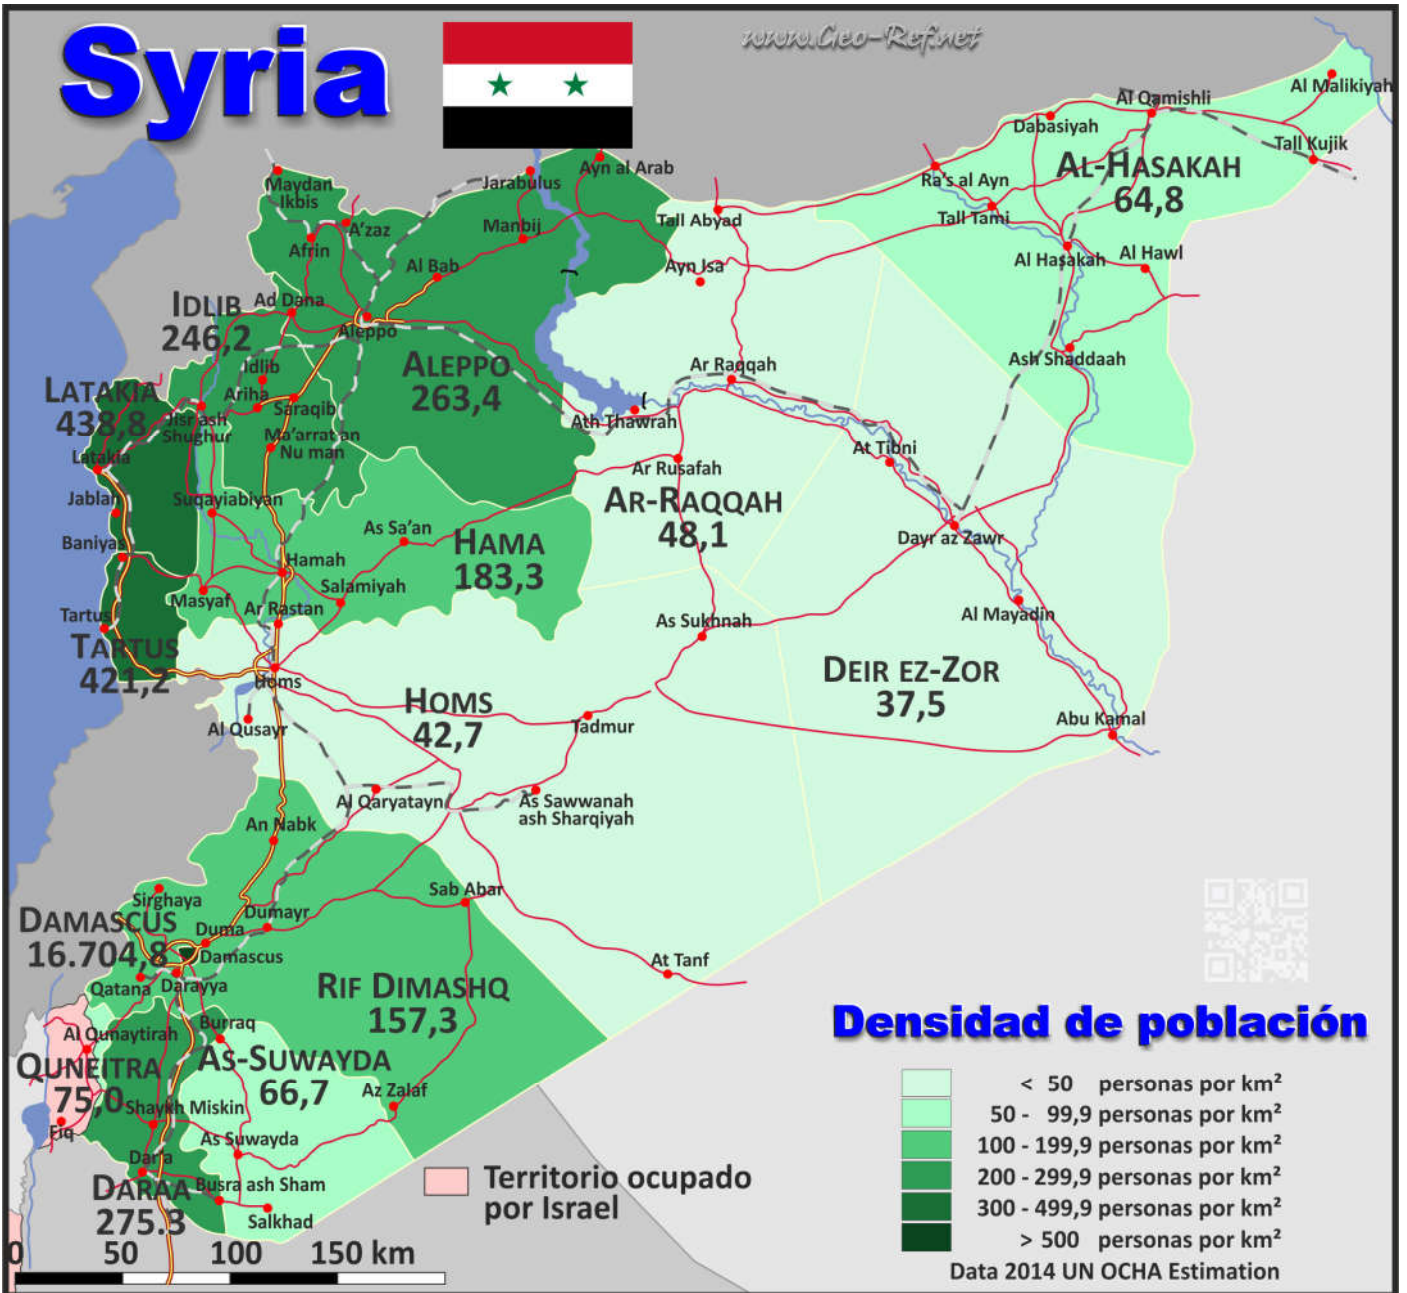 Syria
www.Geo-Ref.net
Al Malikiyah
Al Qamishli
Dabasiyah
Tall Kujik
AL-HASAKAH
64,8
Ra's al Ayn
Tall Tami
Al Hasakah
Al Hawl
Ash Shaddaah
Maydan
Ikbis
Jarabulus
Ayn al Arab
A'zaz
Afrin
Manbij
Al Bab
Tall Abyad
Ayn Isa
IDLIB
246,2
Ad Dana
Aleppo
ALEPPO
263,4
Idlib
Ariha
Saraqib
LATAKIA
438,8
Jisr ash
Shughur
Ma'arrat an
Nu man
Latakia
Jablah
Baniyas
Suqayiabiyan
Ar Raqqah
Ath Thawrah
At Tibni
Ar Rusafah
AR-RAQQAH
48,1
Dayr az Zawr
As Sa'an
HAMA
183,3
Hamah
Salamiyah
Masyaf
Ar Rastan
Tartus
TARTUS
421,2
As Sukhnah
Al Mayadin
DEIR EZ-ZOR
37,5
Abu Kamal
Homs
HOMS
42,7
Al Qusayr
Tadmur
Al Qaryatayn
As Sawwanah
ash Sharqiyah
An Nabk
Sirghaya
Sab Abar
DAMASCUS
16.704,8
Dumayr
Duma
Damascus
Qatana
Darayya
RIF DIMASHQ
157,3
At Tanf
Al Qunaytirah
Burraq
QUNEITRA
75,0
AS-SUWAYDA
66,7
Az Zalaf
Shaykh Miskin
Fiq
As Suwayda
Dar'a
DARAA
275.3
Busra ash Sham
Salkhad
Territorio ocupado
por Israel
0 50 100 150 km
Densidad de población
< 50 personas por km²
50 - 99,9 personas por km²
100 - 199,9 personas por km²
200 - 299,9 personas por km²
300 - 499,9 personas por km²
> 500 personas por km²
Data 2014 UN OCHA Estimation